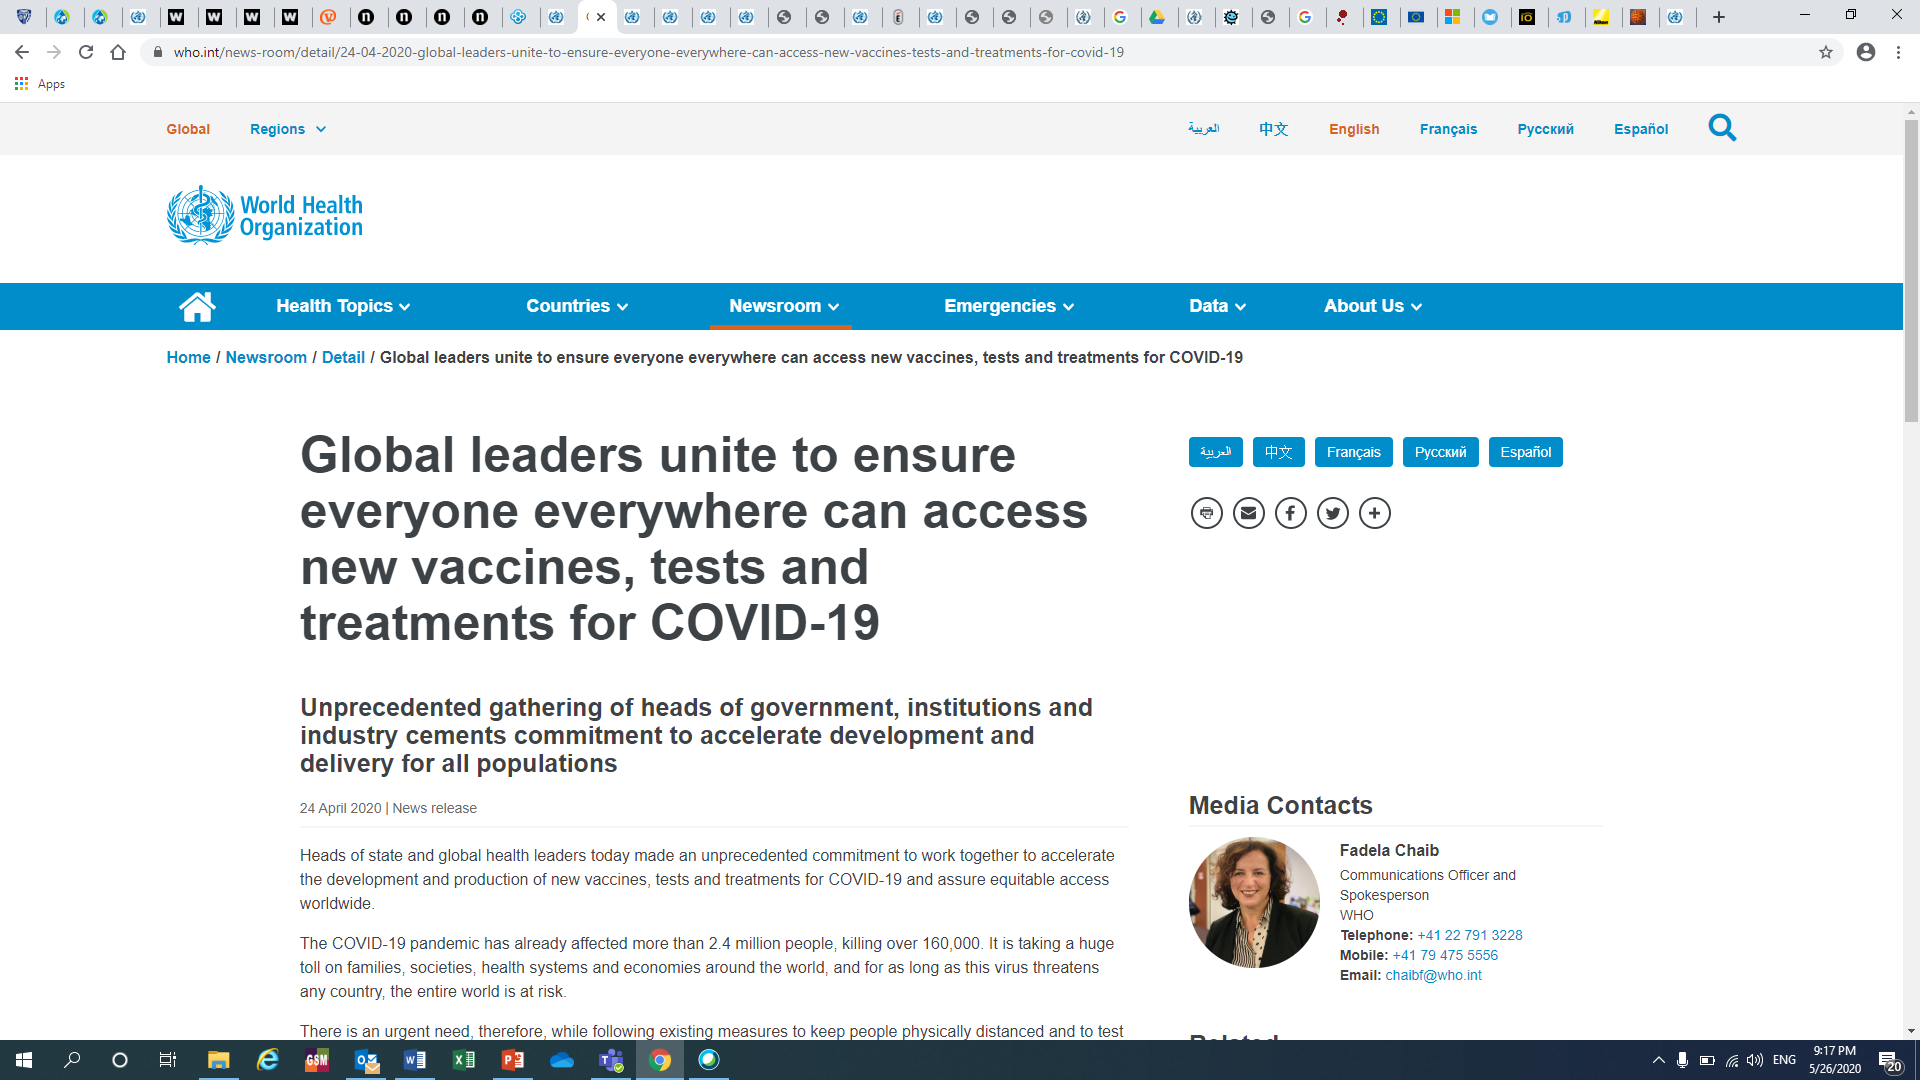 who.int/news-room/detail/24-04-2020-global-leaders-unite-to-ensure-everyone-everywhere-can-access-new-vaccines-tests-and-treatments-for-covid-19
Apps
Global Regions العربية 中文 English Français Русский Español
World Health
Organization
Health Topics Countries Newsroom Emergencies Data About Us
Home / Newsroom / Detail / Global leaders unite to ensure everyone everywhere can access new vaccines, tests and treatments for COVID-19
Global leaders unite to ensure
everyone everywhere can access
new vaccines, tests and
treatments for COVID-19
العربية 中文 Français Русский Español
Unprecedented gathering of heads of government, institutions and
industry cements commitment to accelerate development and
delivery for all populations
24 April 2020 | News release
Heads of state and global health leaders today made an unprecedented commitment to work together to accelerate
the development and production of new vaccines, tests and treatments for COVID-19 and assure equitable access
worldwide.
The COVID-19 pandemic has already affected more than 2.4 million people, killing over 160,000. It is taking a huge
toll on families, societies, health systems and economies around the world, and for as long as this virus threatens
any country, the entire world is at risk.
There is an urgent need, therefore, while following existing measures to keep people physically distanced and to test
Media Contacts
Fadela Chaib
Communications Officer and
Spokesperson
WHO
Telephone: +41 22 791 3228
Mobile: +41 79 475 5556
Email: chaibf@who.int
Related
GSM
ENG
9:17 PM
5/26/2020
20